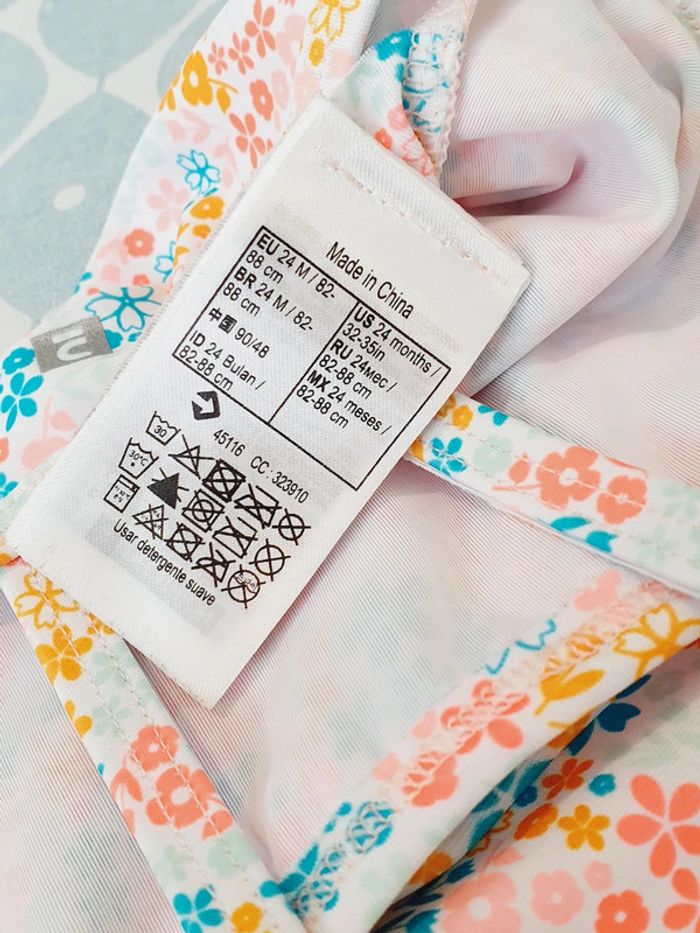 Made in China
EU 24 M / 82-
88 cm
BR 24 M / 82-
88 cm
中国 90/48
ID 24 Bulan /
82-88 cm
US 24 months /
32-35in
RU 24мес /
82-88 cm
MX 24 meses /
82-88 cm
45116 CC : 323910
30
30°C
Usar detergente suave